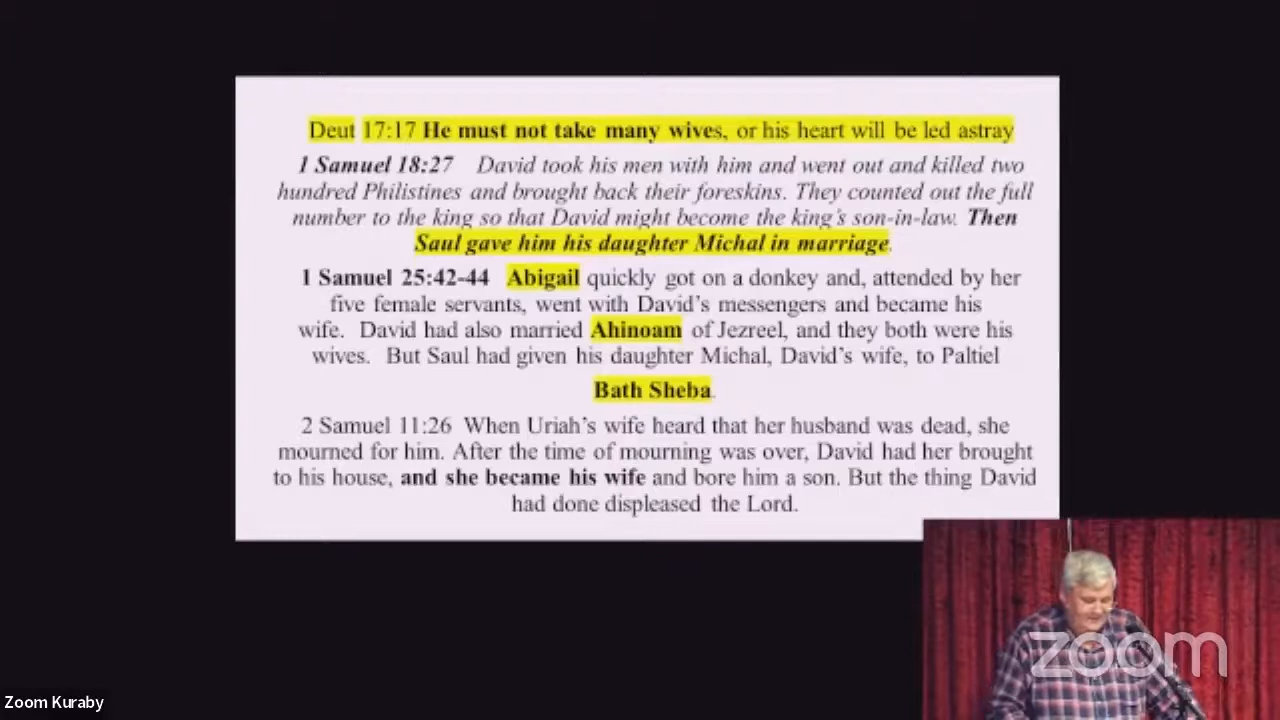 Deut 17:17 He must not take many wives, or his heart will be led astray
1 Samuel 18:27 David took his men with him and went out and killed two
hundred Philistines and brought back their foreskins. They counted out the full
number to the king so that David might become the king's son-in-law. Then
Saul gave him his daughter Michal in marriage.
1 Samuel 25:42-44 Abigail quickly got on a donkey and, attended by her
five female servants, went with David's messengers and became his
wife. David had also married Ahinoam of Jezreel, and they both were his
wives. But Saul had given his daughter Michal, David's wife, to Paltiel
Bath Sheba.
2 Samuel 11:26 When Uriah's wife heard that her husband was dead, she
mourned for him. After the time of mourning was over, David had her brought
to his house, and she became his wife and bore him a son. But the thing David
had done displeased the Lord.
zoom
Zoom Kuraby